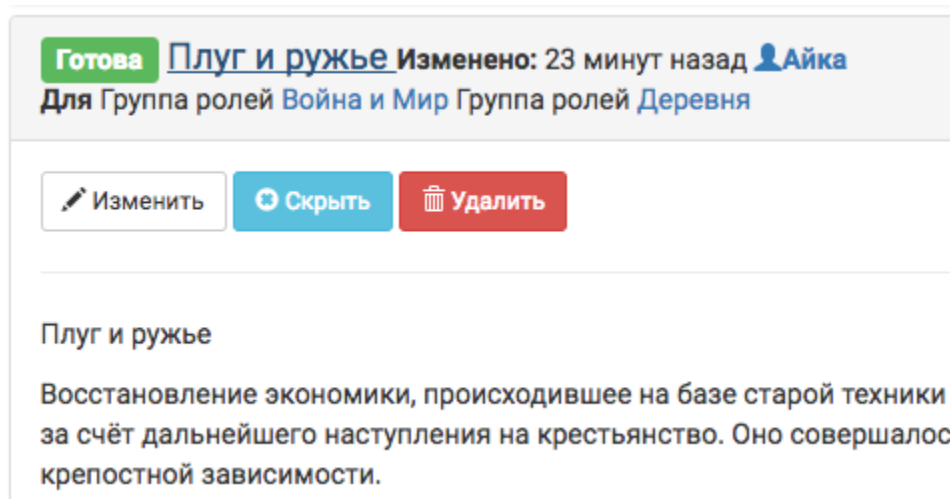 Готова Плуг и ружье Изменено: 23 минут назад Айка
Для Группа ролей Война и Мир Группа ролей Деревня
Изменить Скрыть Удалить
Плуг и ружье
Восстановление экономики, происходившее на базе старой техники
за счёт дальнейшего наступления на крестьянство. Оно совершалос
крепостной зависимости.